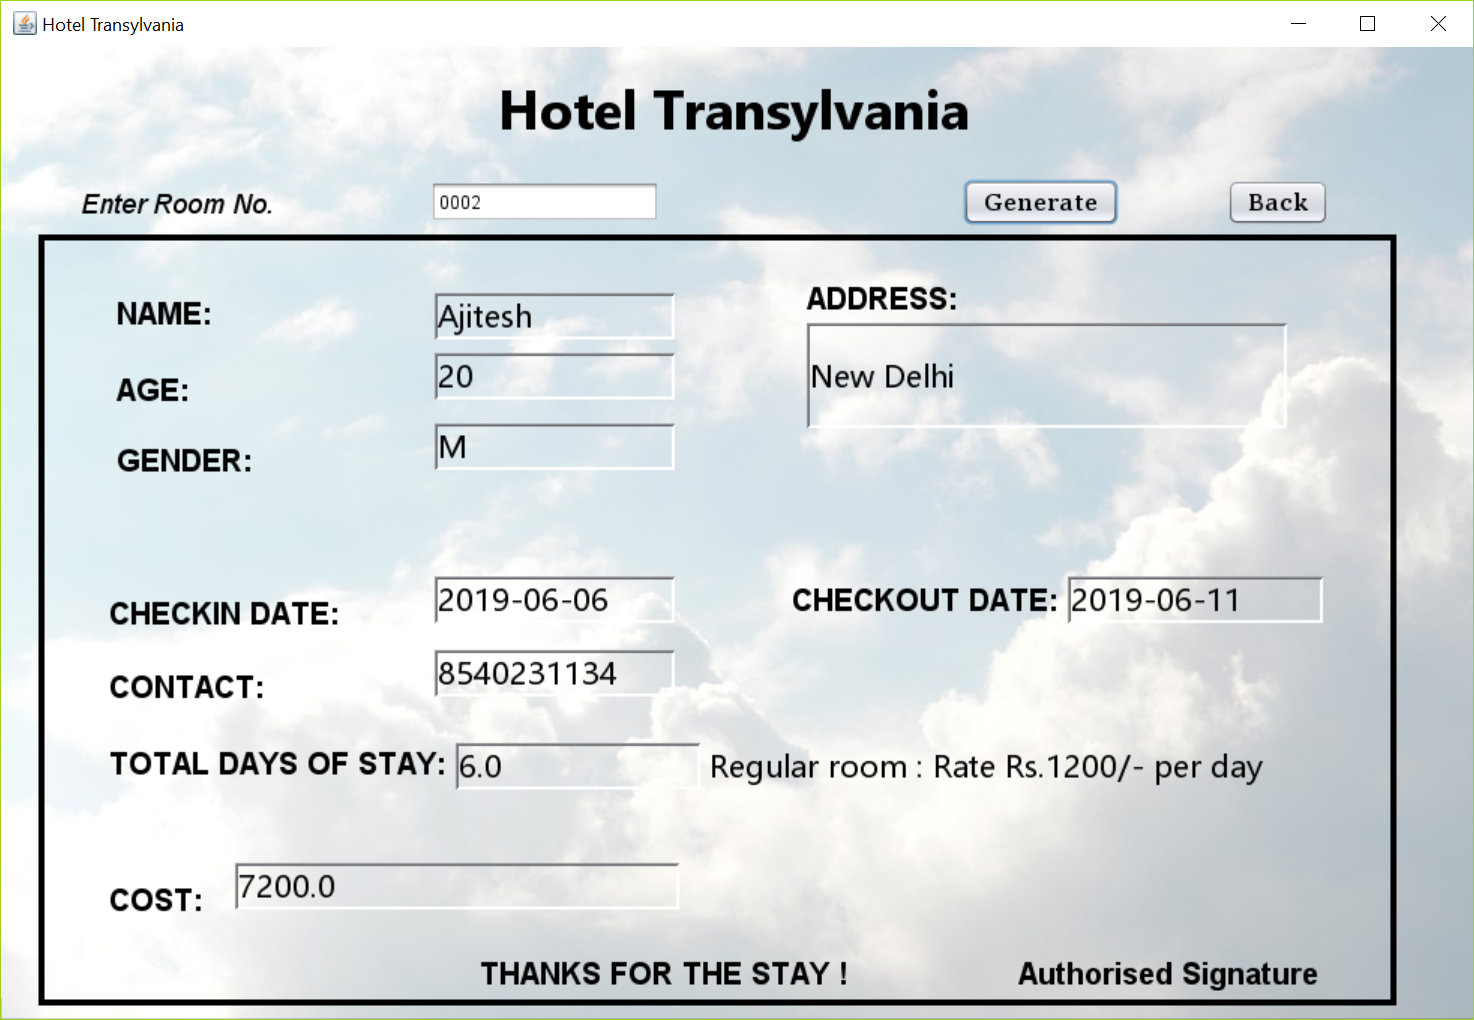 Hotel Transylvania
Hotel Transylvania
Enter Room No. 0002 Generate Back
NAME: Ajitesh
ADDRESS:
New Delhi
AGE: 20
GENDER: M
CHECKIN DATE: 2019-06-06 CHECKOUT DATE: 2019-06-11
CONTACT: 8540231134
TOTAL DAYS OF STAY: 6.0 Regular room : Rate Rs.1200/- per day
COST: 7200.0
THANKS FOR THE STAY ! Authorised Signature